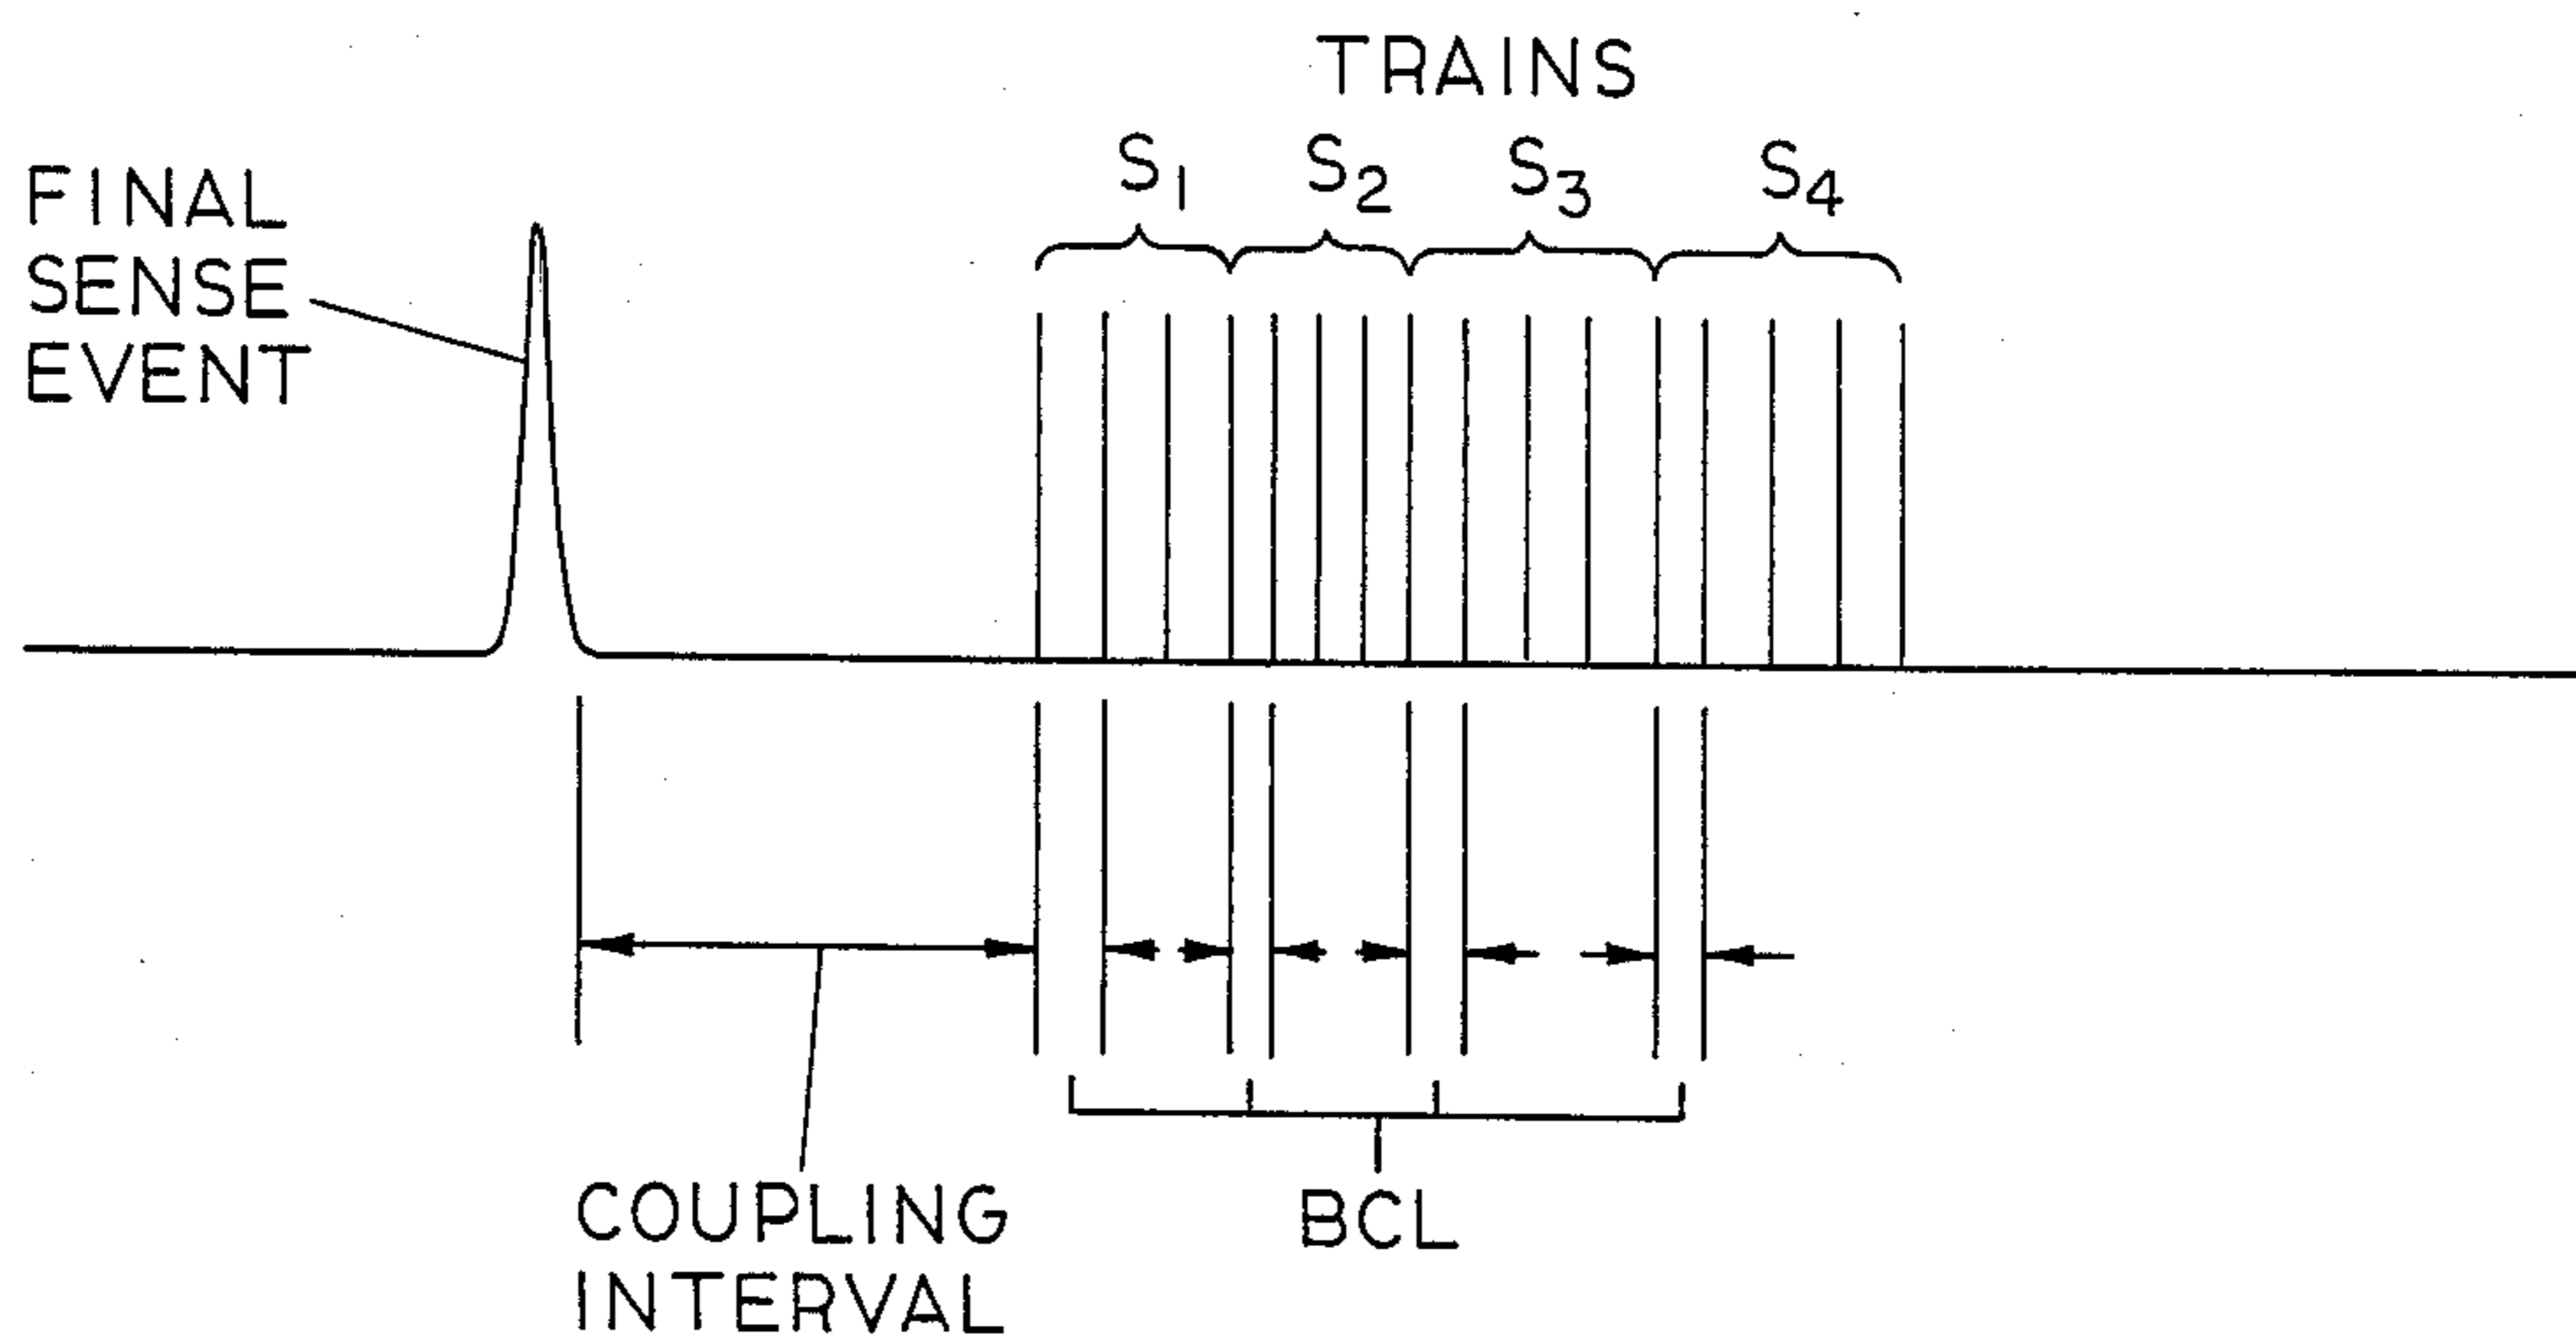 TRAINS
S1 S2 S3 S4
FINAL
SENSE
EVENT
COUPLING
INTERVAL
BCL